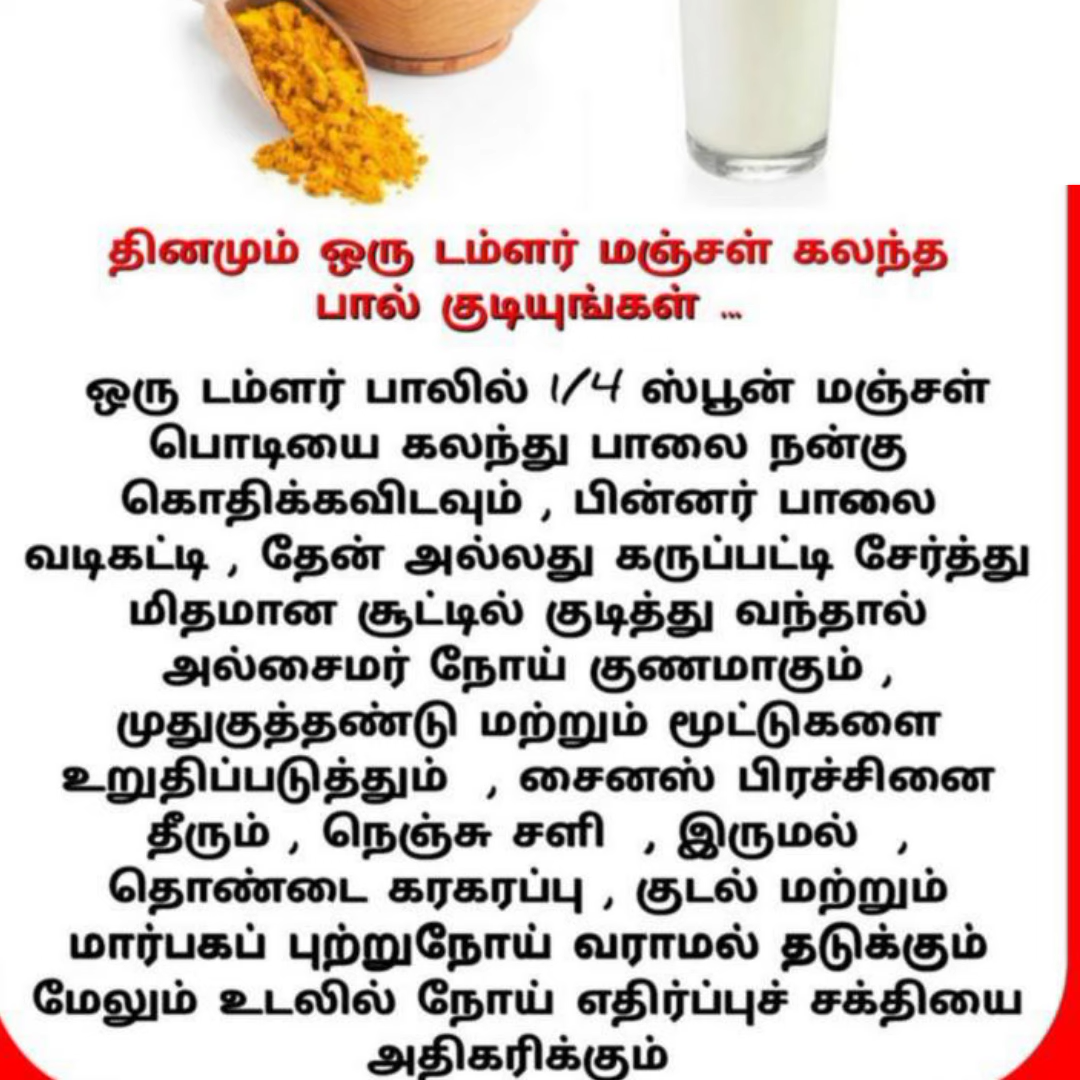 தினமும் ஒரு டம்ளர் மஞ்சள் கலந்த
பால் குடியுங்கள் ...
ஒரு டம்ளர் பாலில் 1/4 ஸ்பூன் மஞ்சள்
பொடியை கலந்து பாலை நன்கு
கொதிக்கவிடவும் , பின்னர் பாலை
வடிகட்டி , தேன் அல்லது கருப்பட்டி சேர்த்து
மிதமான சூட்டில் குடித்து வந்தால்
அல்சைமர் நோய் குணமாகும் ,
முதுகுத்தண்டு மற்றும் மூட்டுகளை
உறுதிப்படுத்தும் , சைனஸ் பிரச்சினை
தீரும் , நெஞ்சு சளி , இருமல் ,
தொண்டை கரகரப்பு , குடல் மற்றும்
மார்பகப் புற்றுநோய் வராமல் தடுக்கும்
மேலும் உடலில் நோய் எதிர்ப்புச் சக்தியை
அதிகரிக்கும்